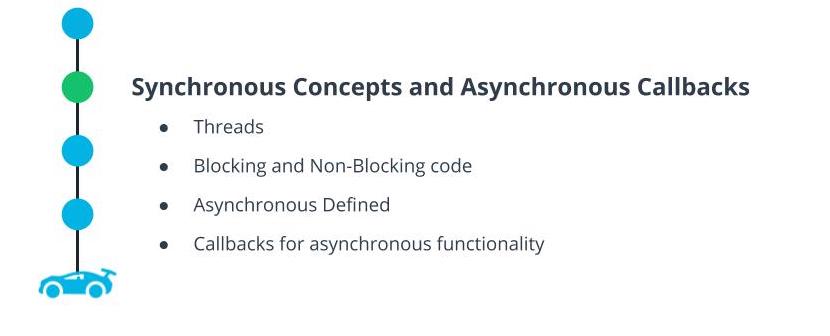 Synchronous Concepts and Asynchronous Callbacks
● Threads
● Blocking and Non-Blocking code
● Asynchronous Defined
● Callbacks for asynchronous functionality